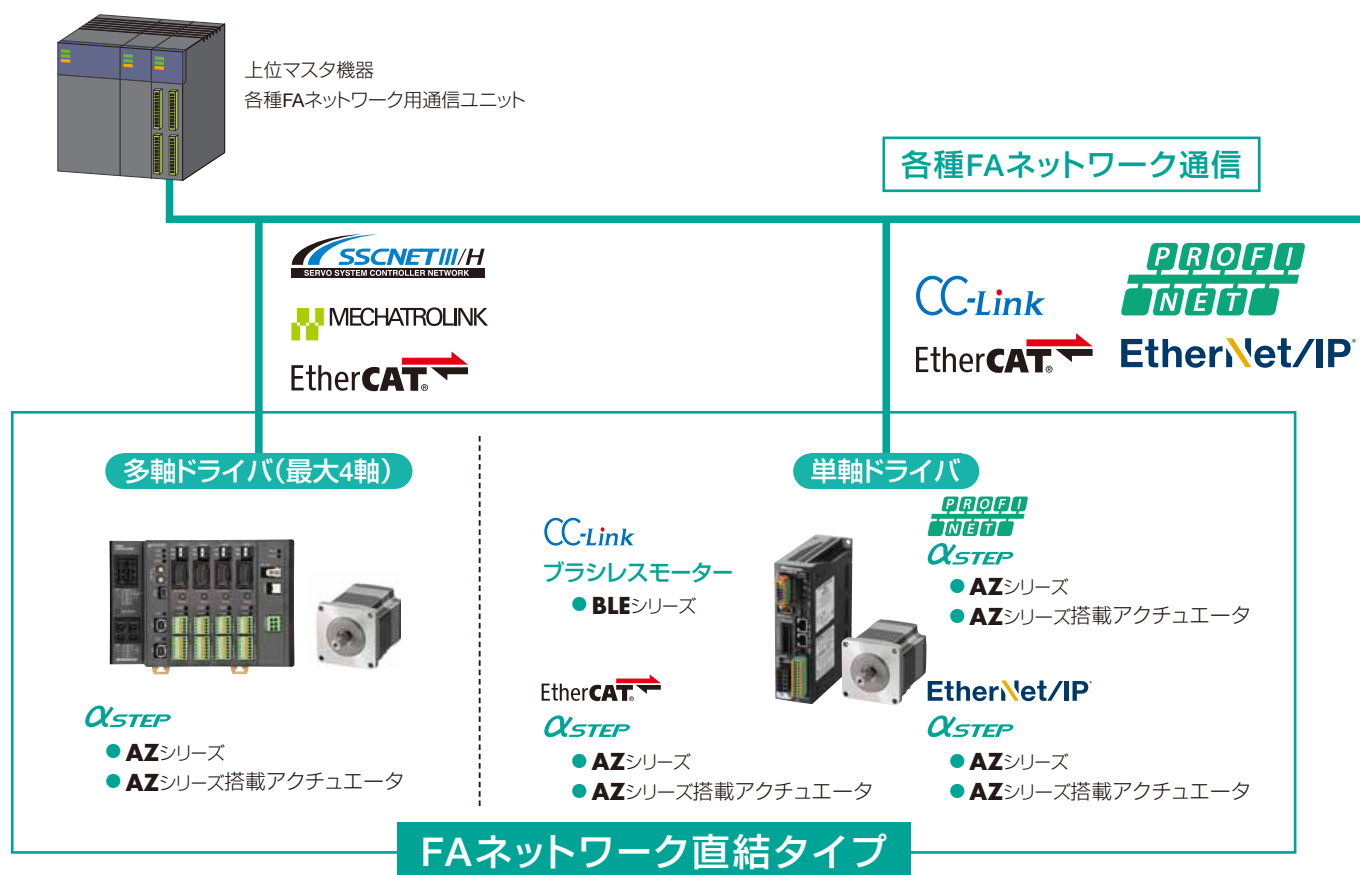 上位マスタ機器
各種FAネットワーク用通信ユニット
各種FAネットワーク通信
SSCNETIII/H
SERVO SYSTEM CONTROLLER NETWORK
MECHATROLINK
EtherCAT®
CC-Link
PROFI
NET
EtherCAT®
EtherNet/IP
多軸ドライバ(最大4軸)
αSTEP
● AZシリーズ
● AZシリーズ搭載アクチュエータ
単軸ドライバ
CC-Link
ブラシレスモーター
● BLEシリーズ
EtherCAT®
αSTEP
● AZシリーズ
● AZシリーズ搭載アクチュエータ
PROFI
NET
αSTEP
● AZシリーズ
● AZシリーズ搭載アクチュエータ
EtherNet/IP
αSTEP
● AZシリーズ
● AZシリーズ搭載アクチュエータ
FAネットワーク直結タイプ